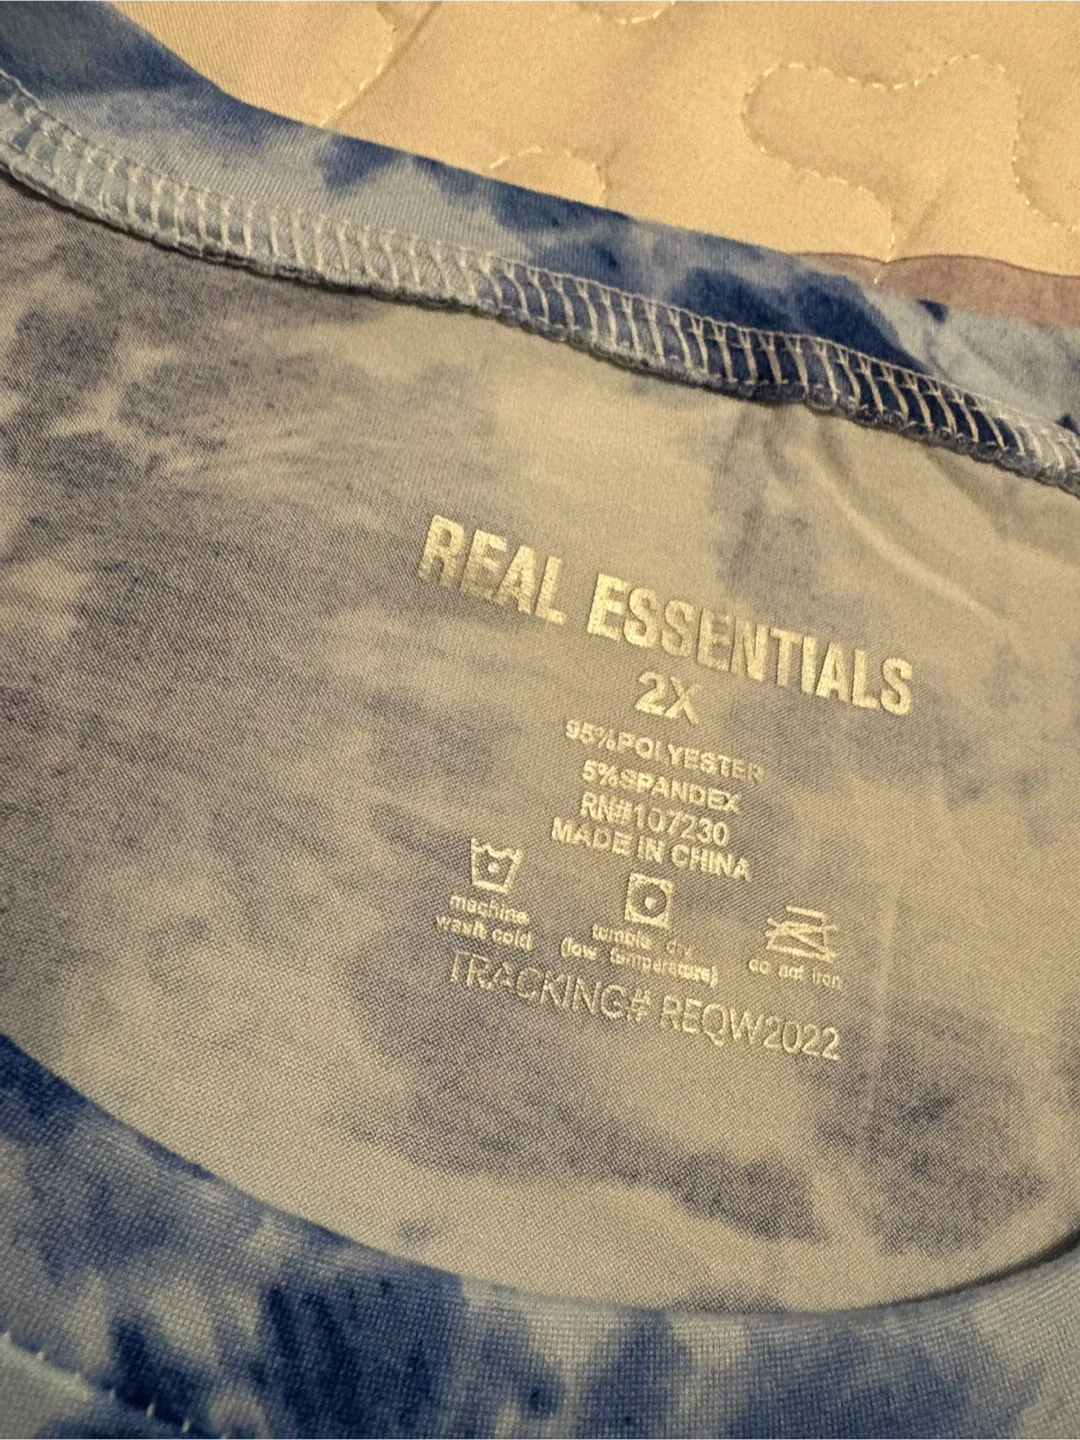 REAL ESSENTIALS
2X
95%POLYESTER
5%SPANDEX
RN#107230
MADE IN CHINA
machine
wash cold
tumble dry
(low temperature)
do not iron
TRACKING# REQW2022